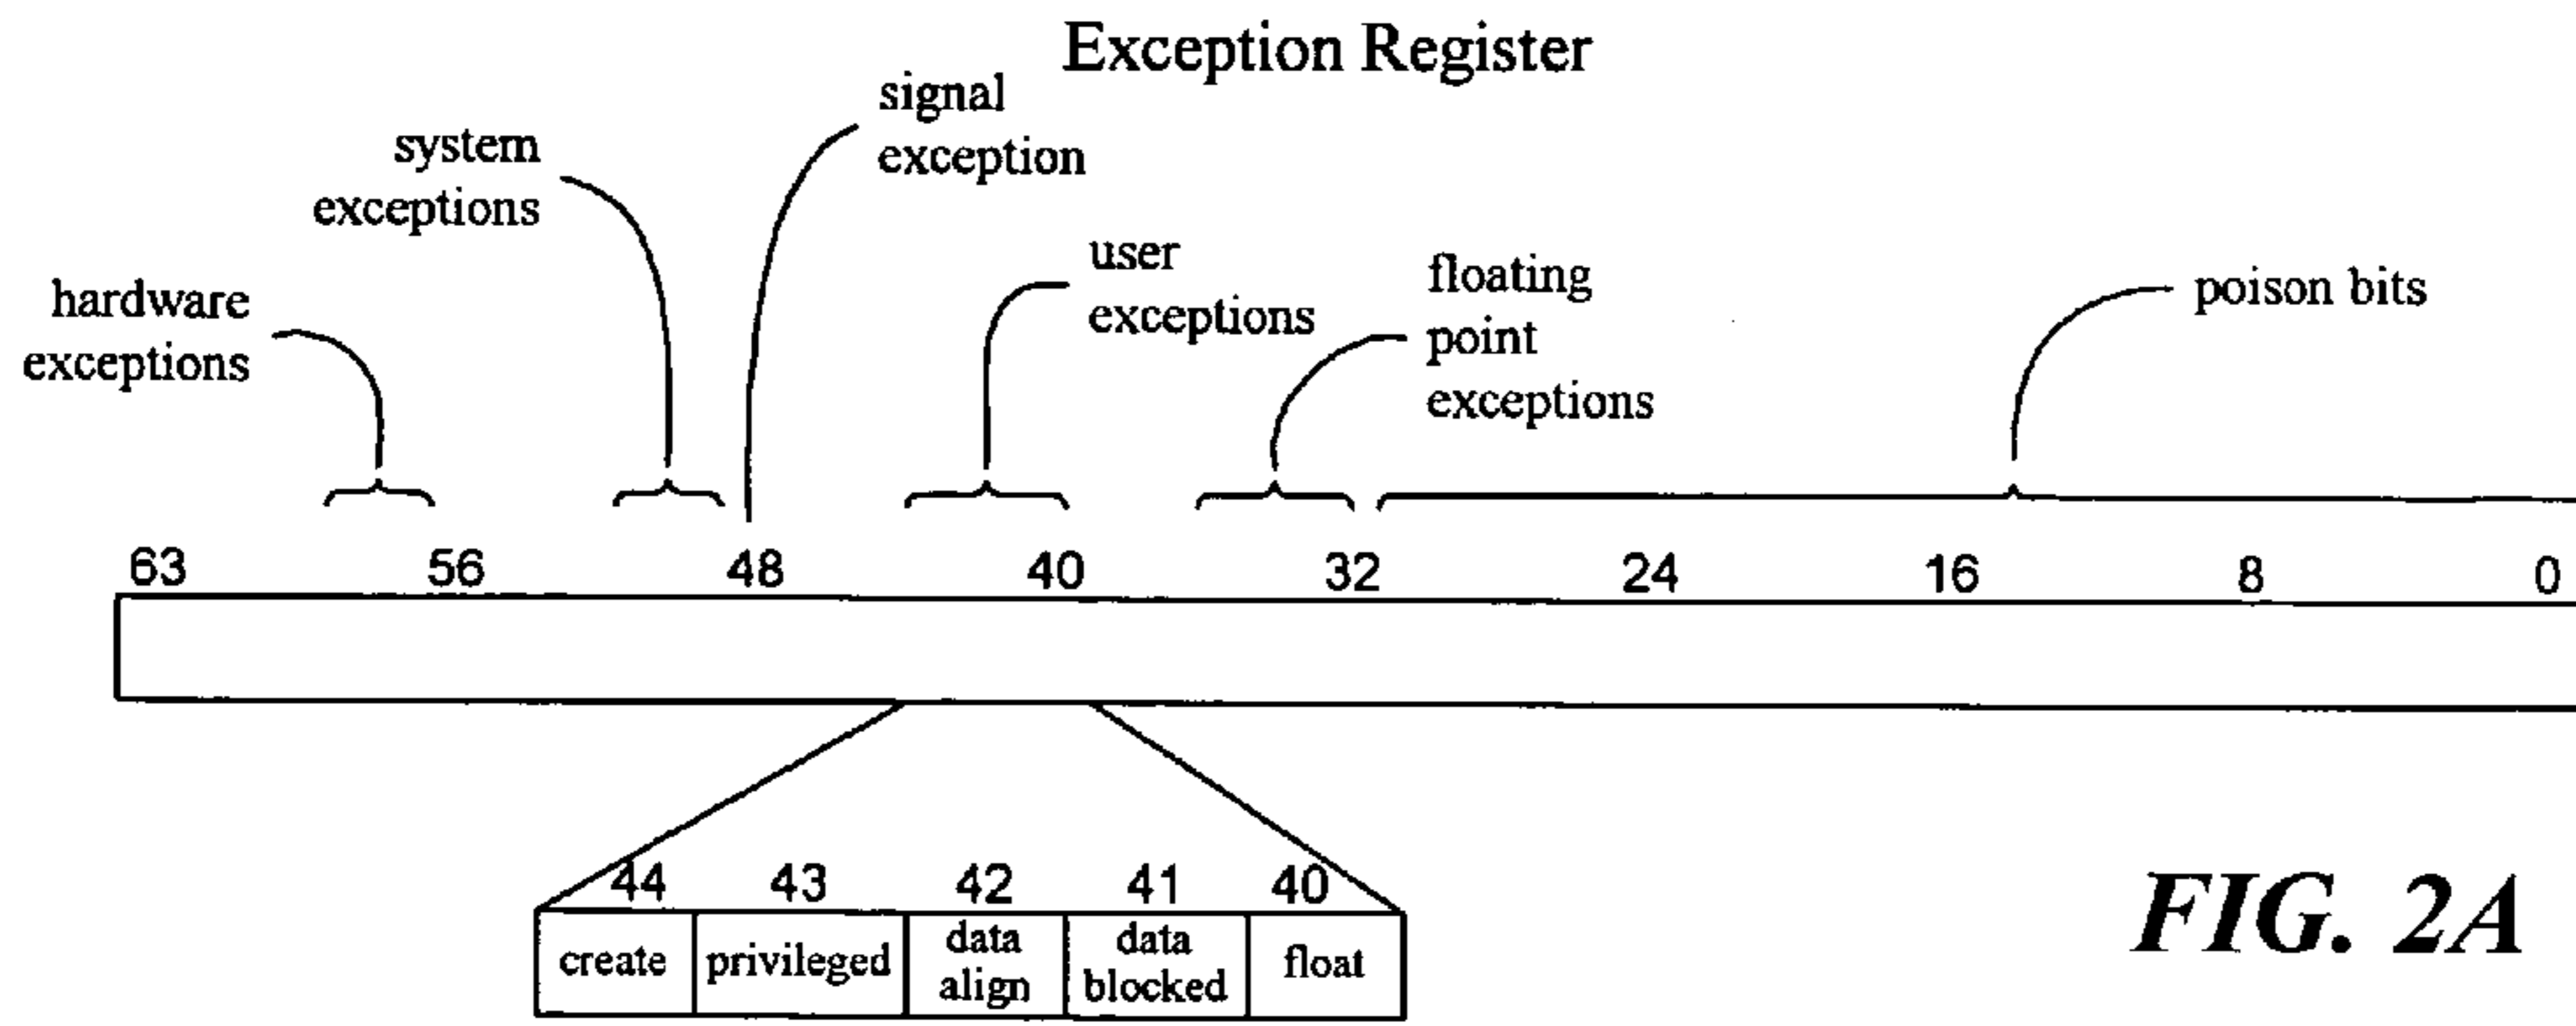 Exception Register
signal
exception
system
exceptions
user
exceptions
floating
point
exceptions
poison bits
hardware
exceptions
63 56 48 40 32 24 16 8 0
44 43 42 41 40
create privileged data align data blocked float
FIG. 2A